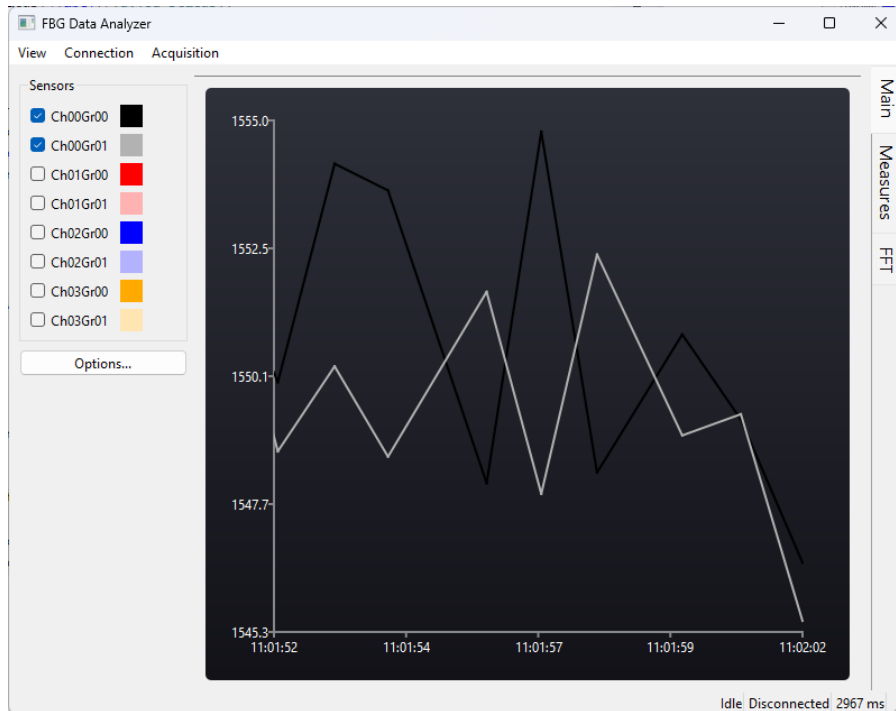 FBG Data Analyzer
View Connection Acquisition
Sensors
Ch00Gr00
Ch00Gr01
Ch01Gr00
Ch01Gr01
Ch02Gr00
Ch02Gr01
Ch03Gr00
Ch03Gr01
Options...
1555.0
1552.5
1550.1
1547.7
1545.3
11:01:52 11:01:54 11:01:57 11:01:59 11:02:02
Main
Measures
FFT
Idle Disconnected 2967 ms